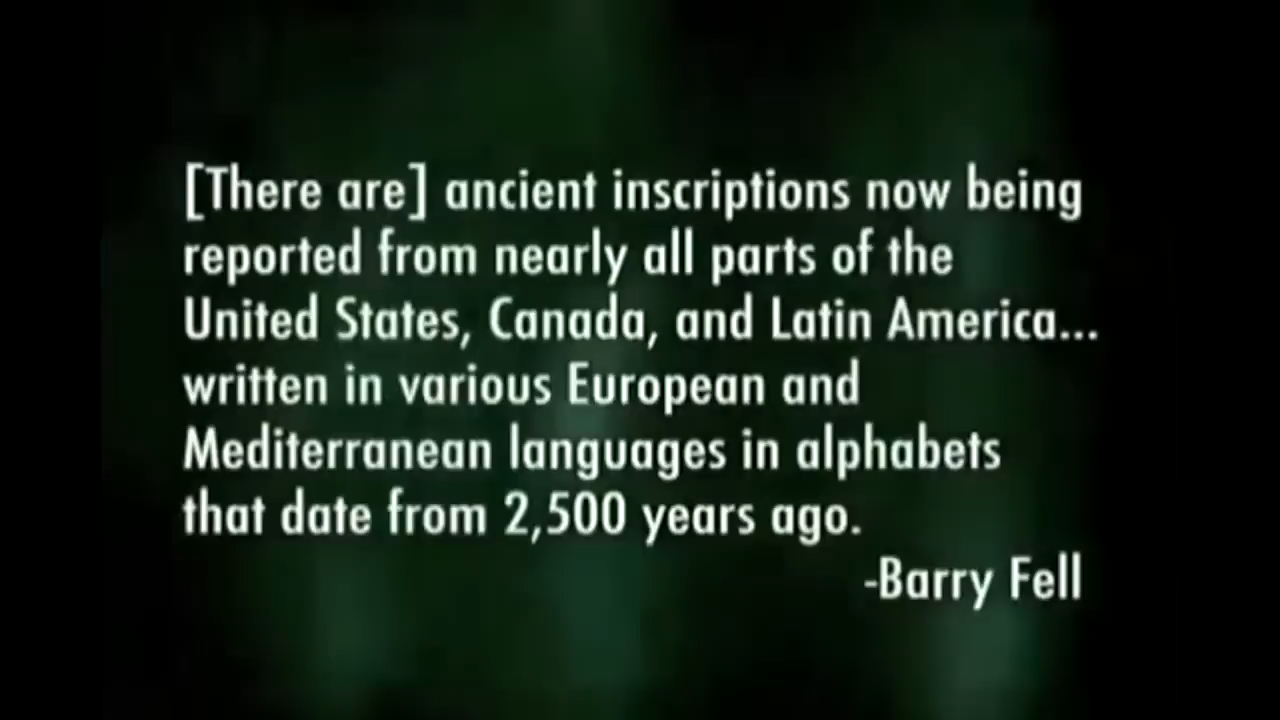 [There are] ancient inscriptions now being
reported from nearly all parts of the
United States, Canada, and Latin America...
written in various European and
Mediterranean languages in alphabets
that date from 2,500 years ago.
-Barry Fell